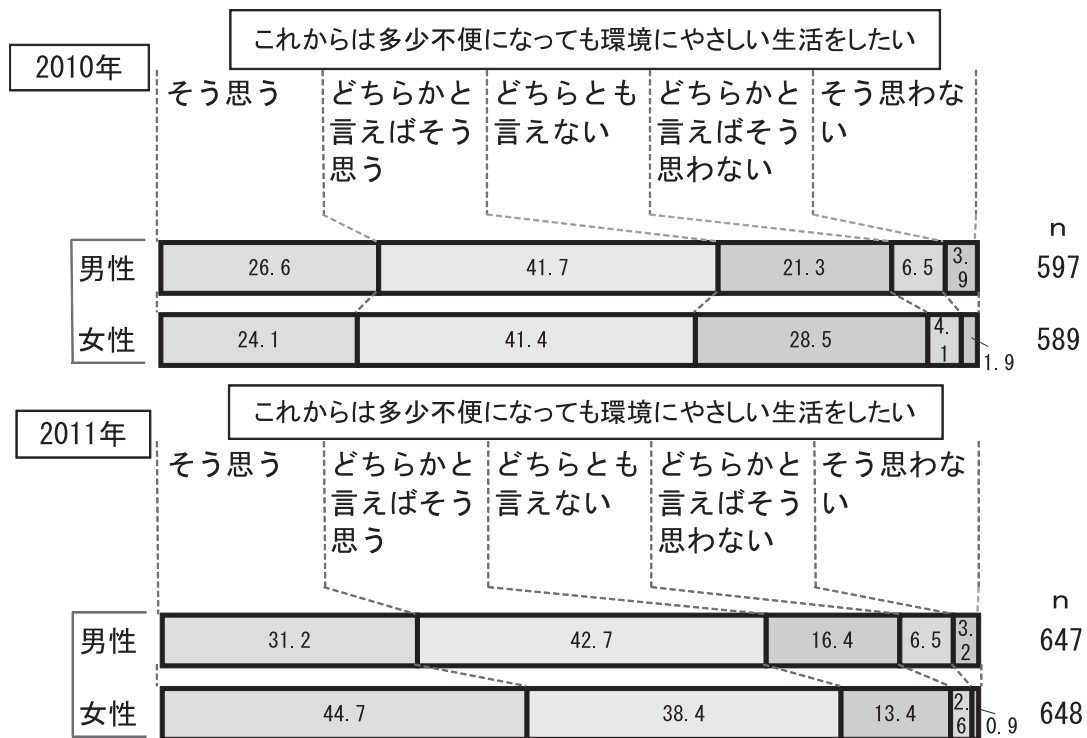 これからは多少不便になっても環境にやさしい生活をしたい
2010年
そう思う
どちらかと
言えばそう
思う
どちらとも
言えない
どちらかと
言えばそう
思わない
そう思わな
い
n
男性
26.6
41.7
21.3
6.5
3.
9
597
女性
24.1
41.4
28.5
4.
1
1.9
589
これからは多少不便になっても環境にやさしい生活をしたい
2011年
そう思う
どちらかと
言えばそう
思う
どちらとも
言えない
どちらかと
言えばそう
思わない
そう思わな
い
n
男性
31.2
42.7
16.4
6.5
3.
2
647
女性
44.7
38.4
13.4
2.
6
0.9
648